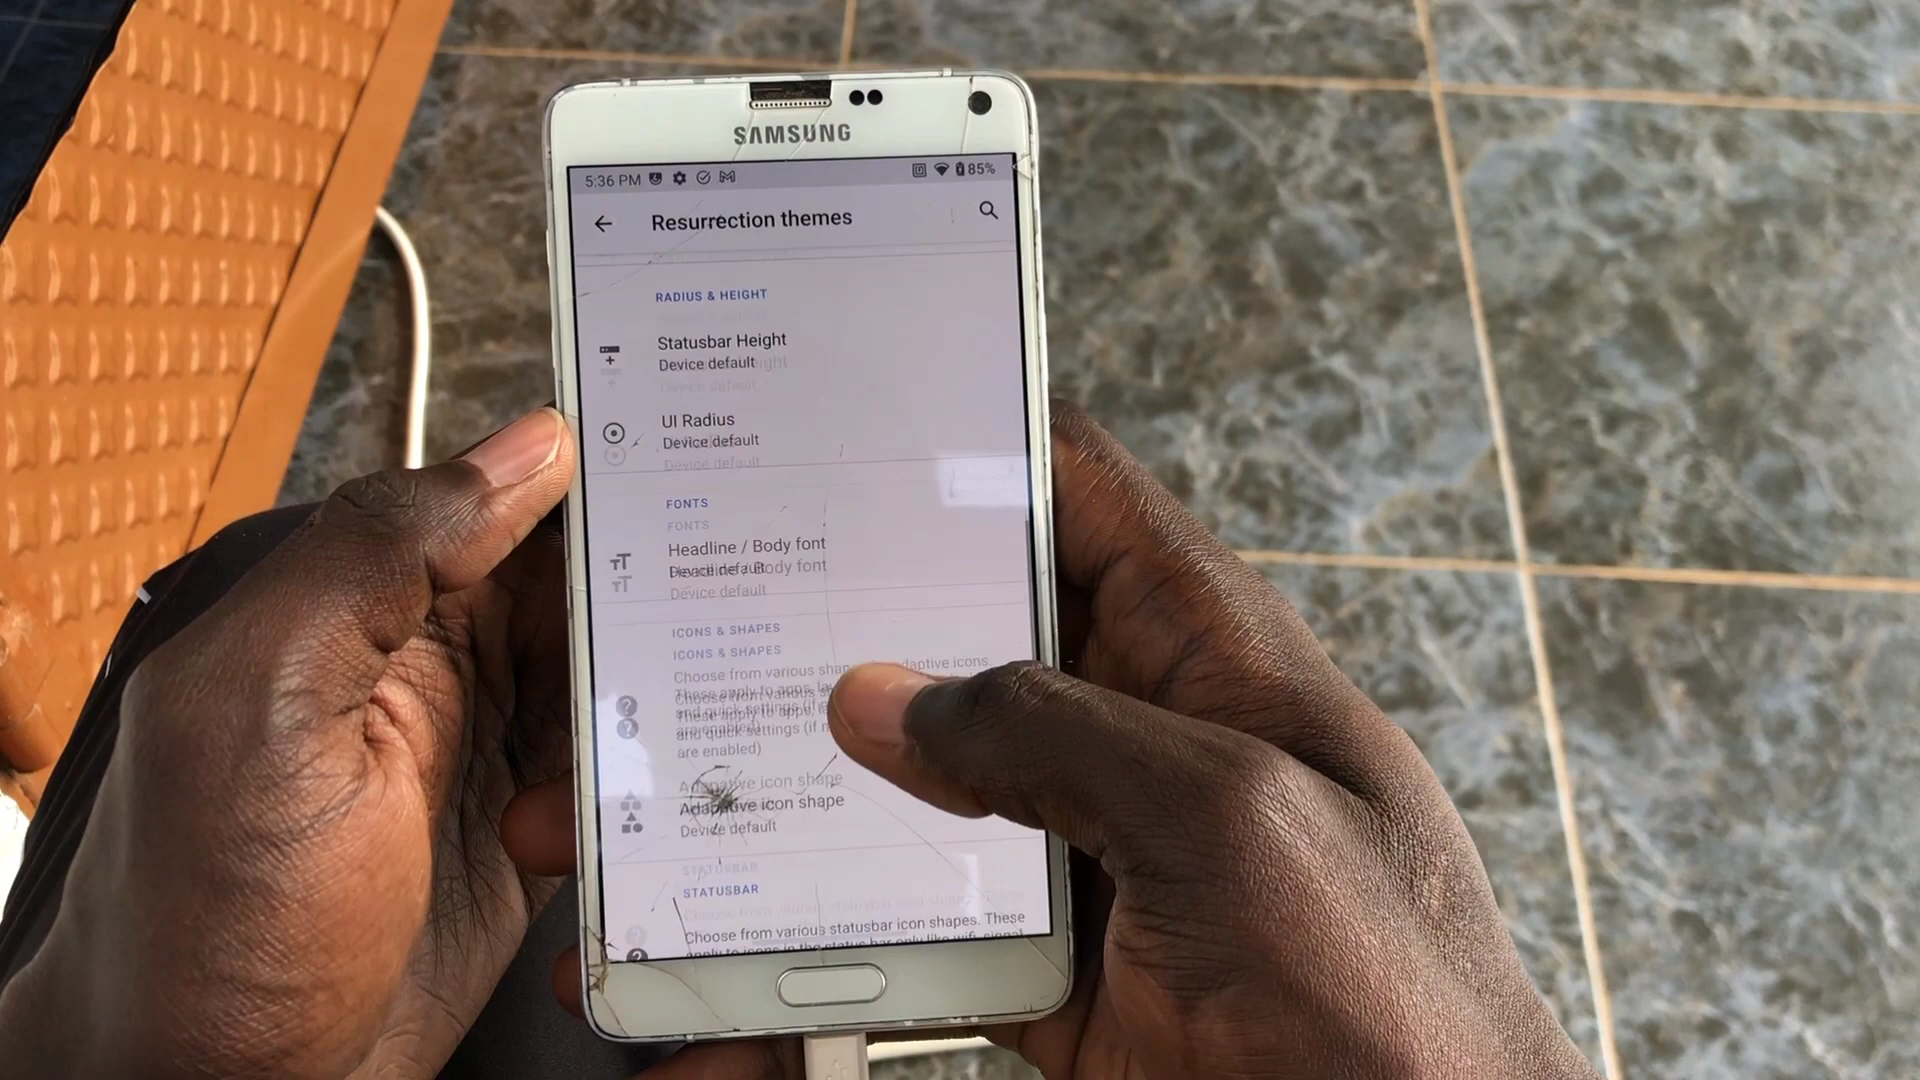 SAMSUNG
5:36 PM 85%
Resurrection themes
RADIUS & HEIGHT
Statusbar Height
Device default
UI Radius
Device default
Device default
FONTS
FONTS
Headline / Body font
Device default
Body font
Device default
ICONS & SHAPES
ICONS & SHAPES
Choose from various adaptive icons.
These apply to apps
and quick settings (if
are enabled)
Adaptive icon shape
Adaptive icon shape
Device default
STATUSBAR
STATUSBAR
Choose from various statusbar icon shapes. These
apply to icons in the status bar only like wifi, signal